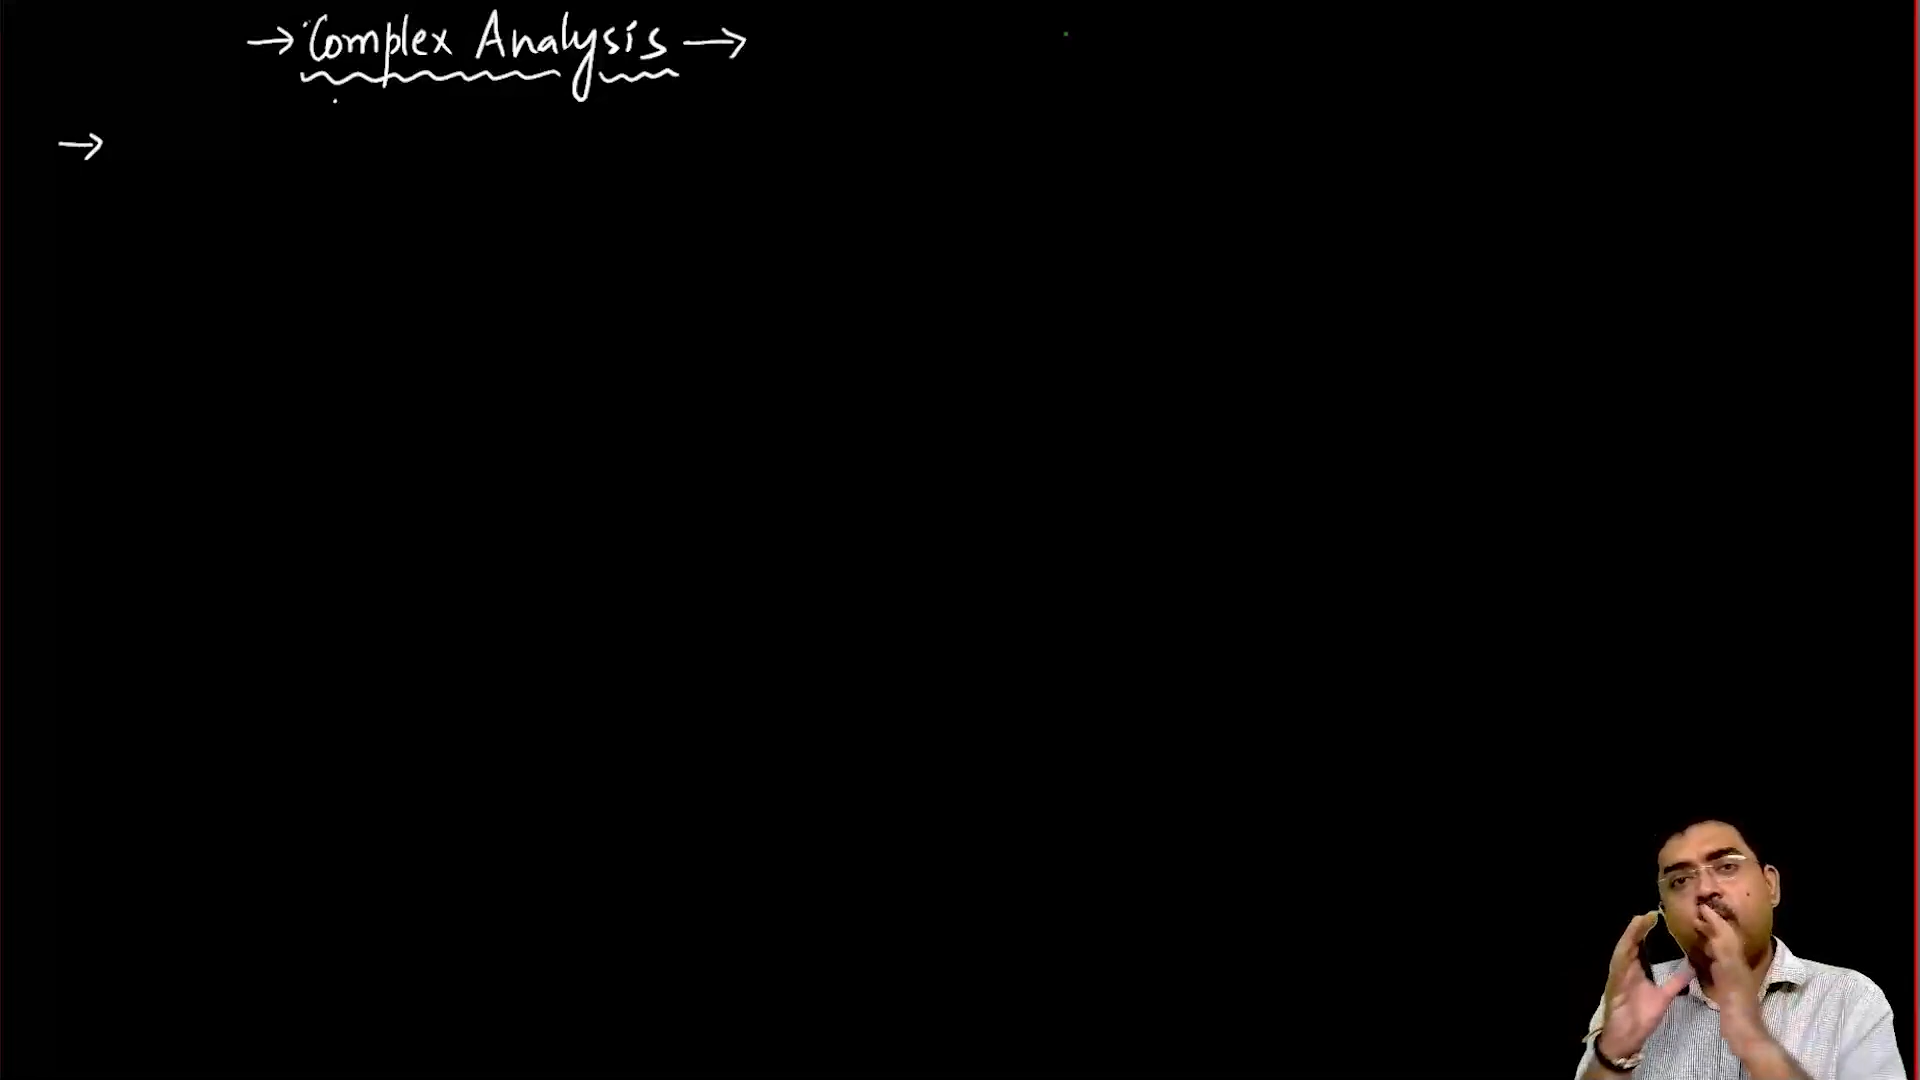 → Complex Analysis →
→